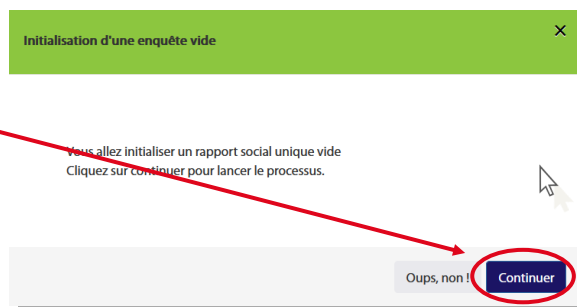 Initialisation d'une enquête vide
Vous allez initialiser un rapport social unique vide
Cliquez sur continuer pour lancer le processus.
Oups, non !
Continuer